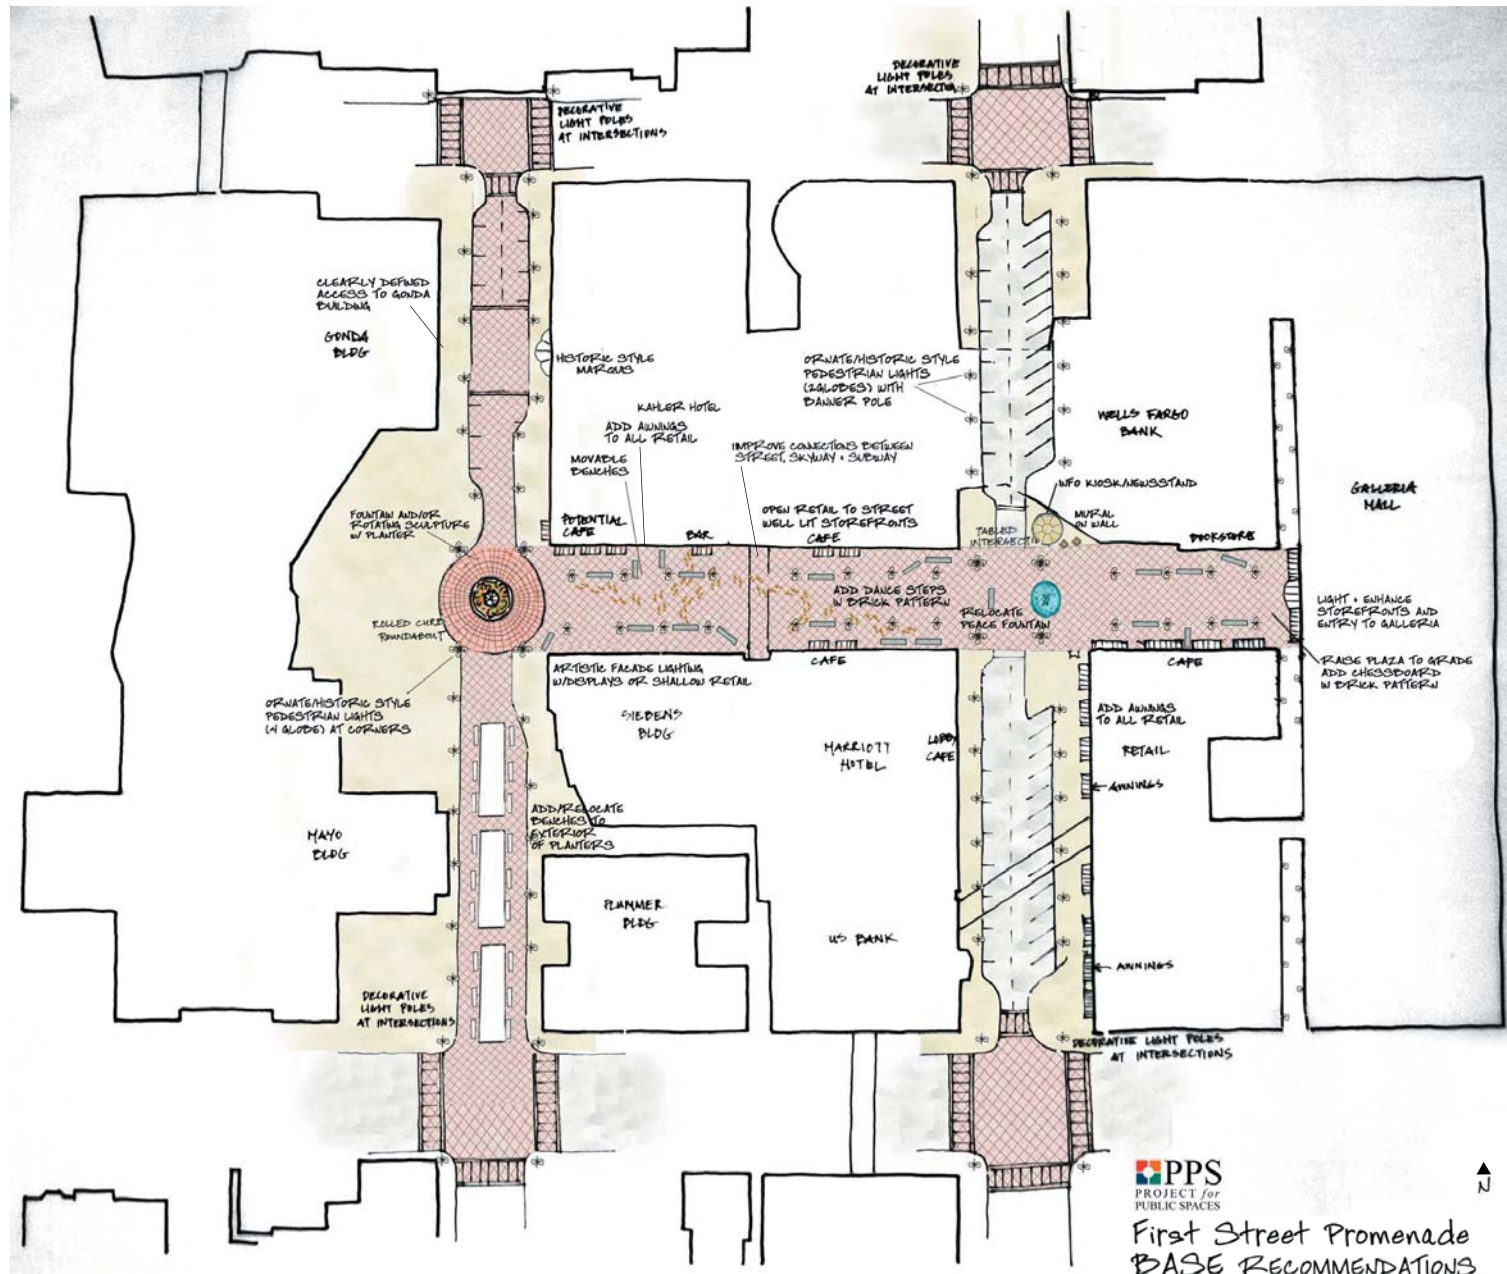 DECORATIVE
LIGHT POLES
AT INTERSECTIONS
DECORATIVE
LIGHT POLES
AT INTERSECTION
CLEARLY DEFINED
ACCESS TO GONDA
BUILDING
GONDA
BLDG
HISTORIC STYLE
MARQUIS
KAHLER HOTEL
ADD AWNINGS
TO ALL RETAIL
MOVABLE
BENCHES
ORNATE/HISTORIC STYLE
PEDESTRIAN LIGHTS
(2 GLOBES) WITH
BANNER POLE
IMPROVE CONNECTIONS BETWEEN
STREET, SKYWAY + SUBWAY
WELLS FARGO
BANK
GALLERIA
MALL
INFO KIOSK/NEWSSTAND
MURAL
ON WALL
FOUNTAIN AND/OR
ROTATING SCULPTURE
W/ PLANTER
POTENTIAL
CAFE
BAR
OPEN RETAIL TO STREET
WELL LIT STOREFRONTS
CAFE
TABLED
INTERSECTIO
BOOKSTORE
ADD DANCE STEPS
IN BRICK PATTERN
RELOCATE
PEACE FOUNTAIN
LIGHT + ENHANCE
STOREFRONTS AND
ENTRY TO GALLERIA
ROLLED CURB
ROUNDABOUT
ARTISTIC FACADE LIGHTING
W/DISPLAYS OR SHALLOW RETAIL
CAFE
CAFE
RAISE PLAZA TO GRADE
ADD CHESSBOARD
IN BRICK PATTERN
ORNATE/HISTORIC STYLE
PEDESTRIAN LIGHTS
(4 GLOBE) AT CORNERS
SIEBENS
BLDG
MARRIOTT
HOTEL
LOBBY
CAFE
ADD AWNINGS
TO ALL RETAIL
RETAIL
AWNINGS
MAYO
BLDG
ADD/RELOCATE
BENCHES TO
EXTERIOR
OF PLANTERS
PLUMMER
BLDG
US BANK
AWNINGS
DECORATIVE
LIGHT POLES
AT INTERSECTIONS
DECORATIVE LIGHT POLES
AT INTERSECTIONS
PPS
PROJECT for
PUBLIC SPACES
N
First Street Promenade
BASE RECOMMENDATIONS